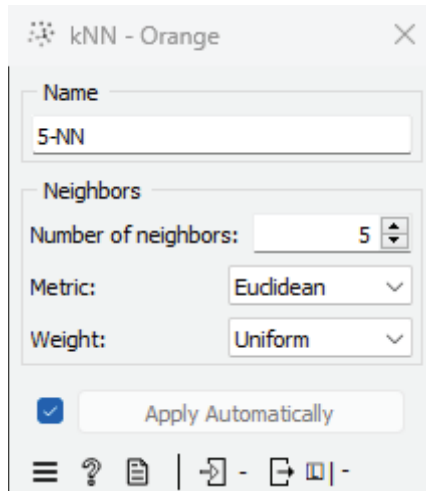 kNN - Orange
Name
5-NN
Neighbors
Number of neighbors: 5
Metric: Euclidean
Weight: Uniform
Apply Automatically
? - | -